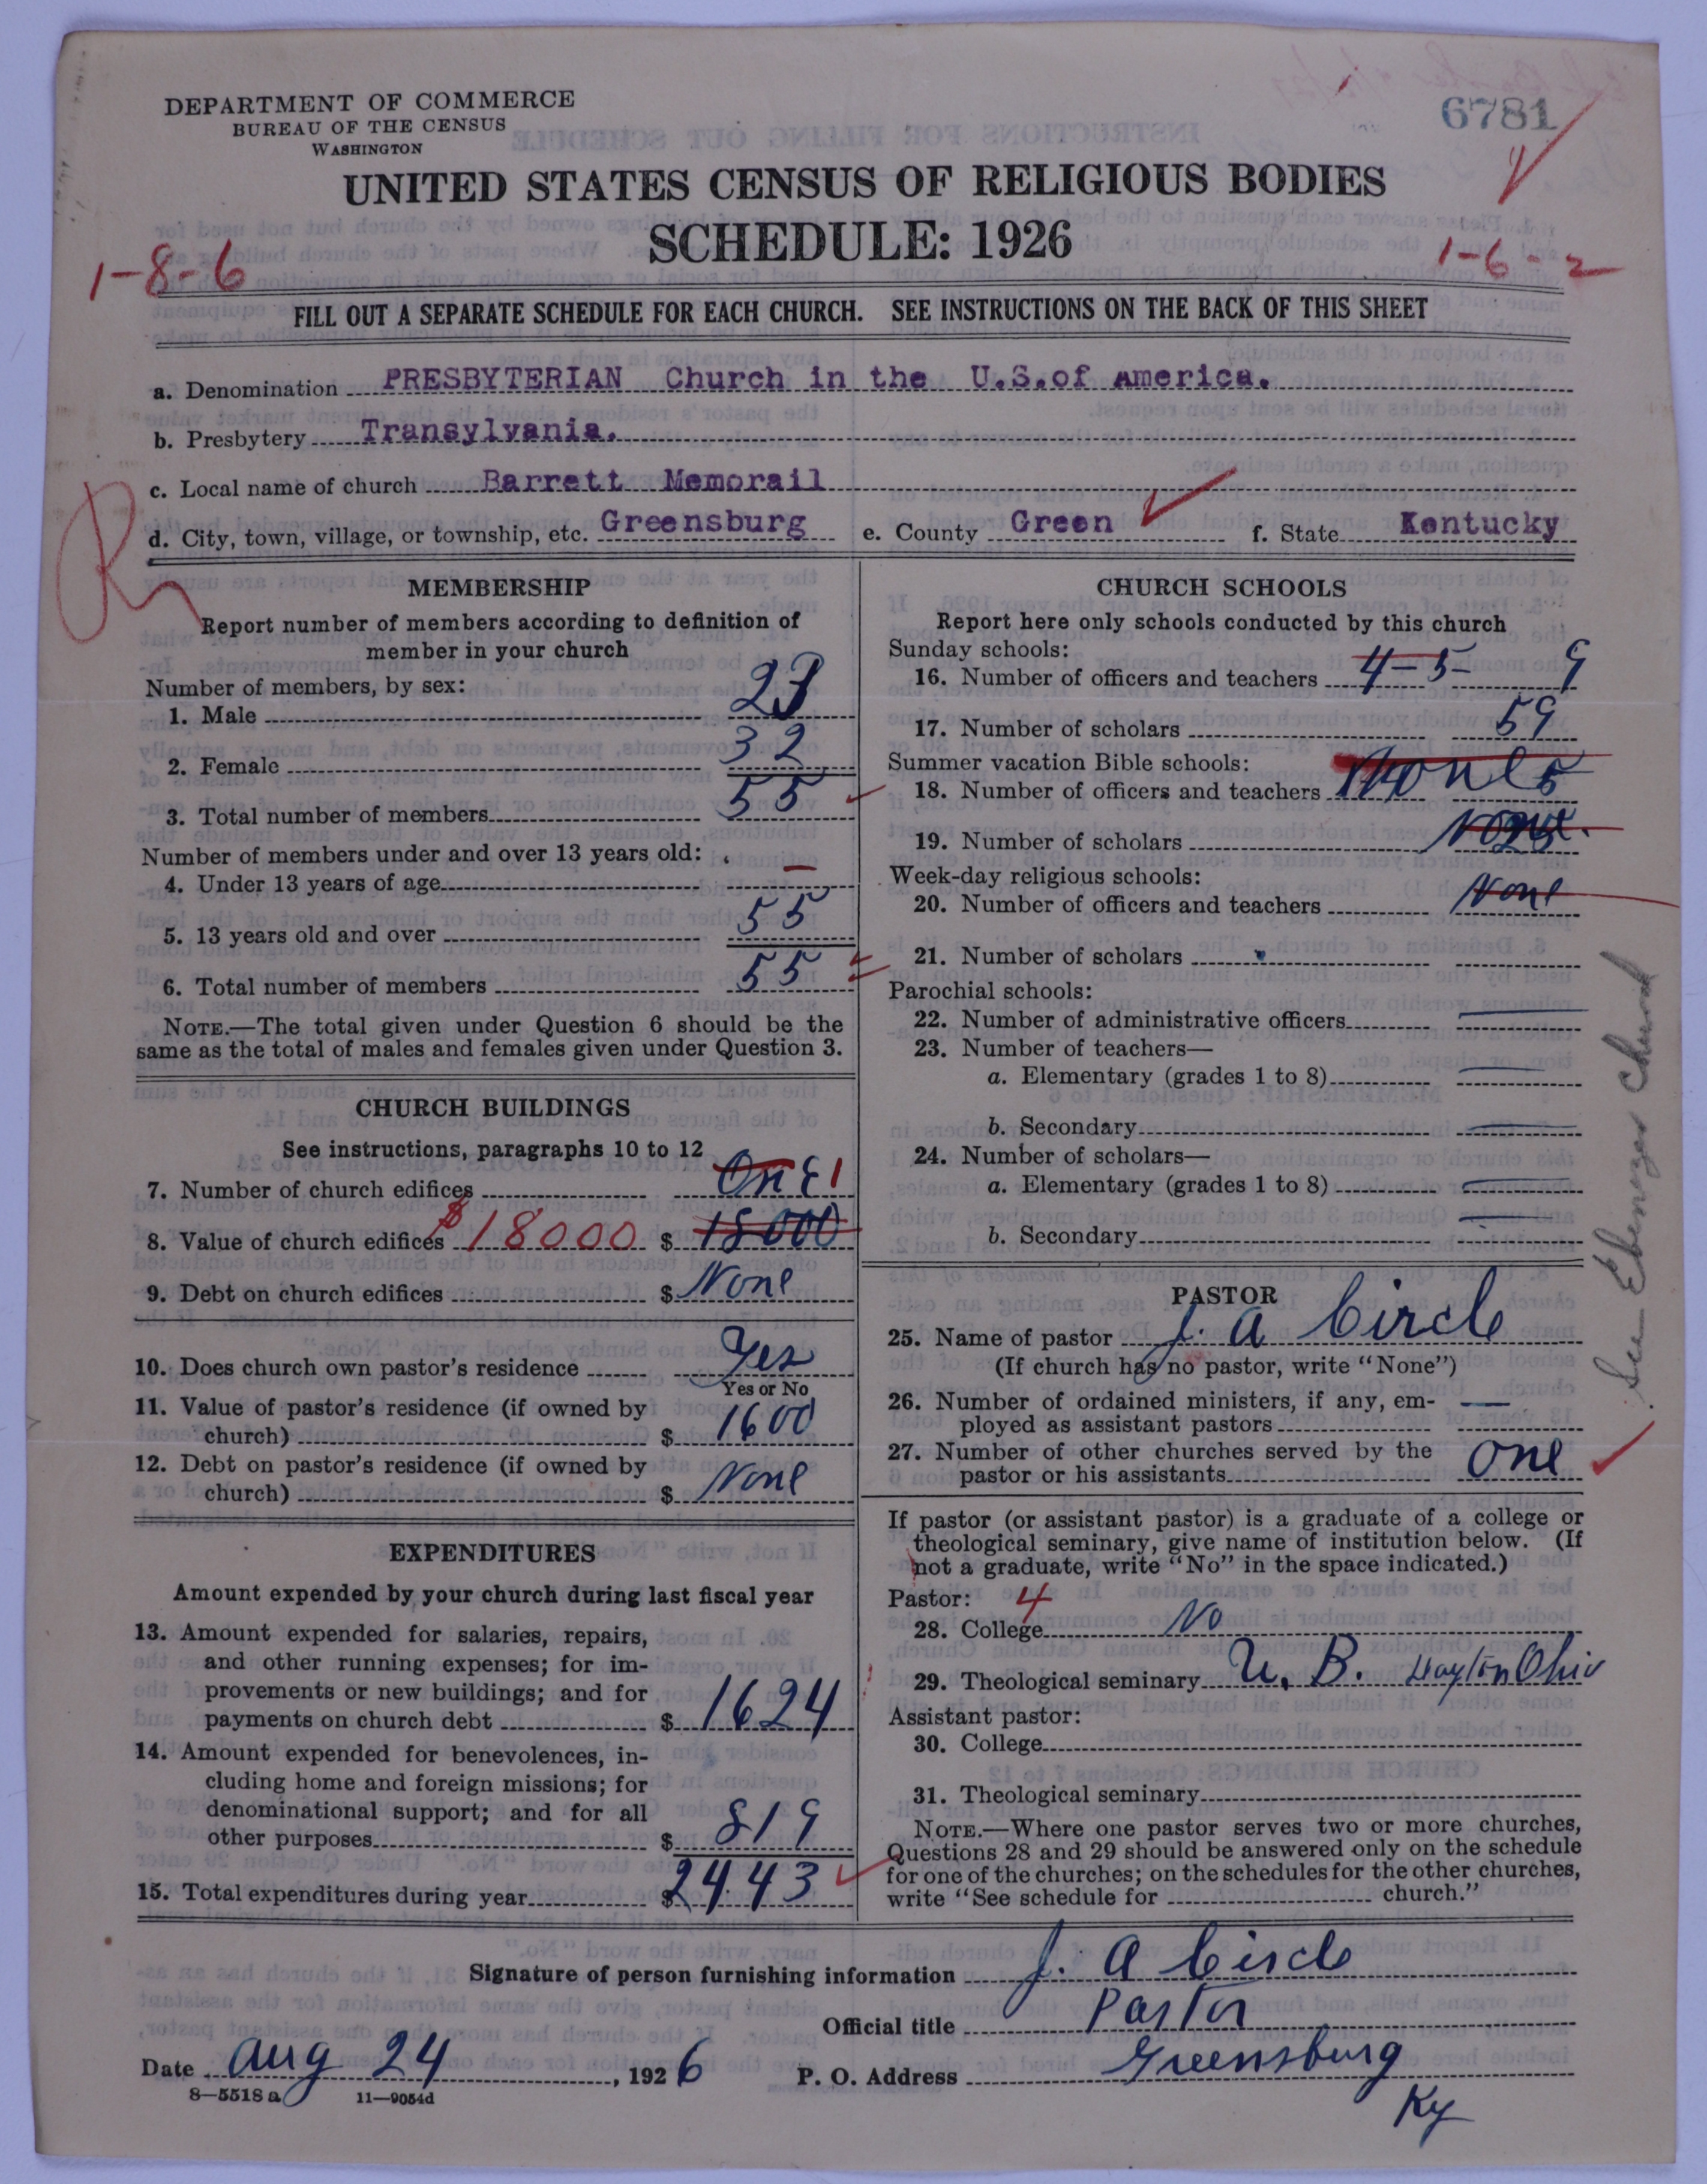 DEPARTMENT OF COMMERCE
BUREAU OF THE CENSUS
WASHINGTON
6781
UNITED STATES CENSUS OF RELIGIOUS BODIES
SCHEDULE: 1926
1-8-6
1-6-2
FILL OUT A SEPARATE SCHEDULE FOR EACH CHURCH. SEE INSTRUCTIONS ON THE BACK OF THIS SHEET
a. Denomination PRESBYTERIAN Church in the U.S.of America.
b. Presbytery Transylvania.
c. Local name of church Barrett Memorail
d. City, town, village, or township, etc. Greensburg e. County Green f. State Kentucky
MEMBERSHIP
Report number of members according to definition of
member in your church
Number of members, by sex:
1. Male 23
2. Female 32
3. Total number of members 55
Number of members under and over 13 years old:
4. Under 13 years of age —
5. 13 years old and over 55
6. Total number of members 55
NOTE.—The total given under Question 6 should be the
same as the total of males and females given under Question 3.
CHURCH BUILDINGS
See instructions, paragraphs 10 to 12
7. Number of church edifices One 1
8. Value of church edifices $18000 $ 18000
9. Debt on church edifices $ None
10. Does church own pastor's residence Yes
Yes or No
11. Value of pastor's residence (if owned by
church) $ 1600
12. Debt on pastor's residence (if owned by
church) $ None
EXPENDITURES
Amount expended by your church during last fiscal year
13. Amount expended for salaries, repairs,
and other running expenses; for im-
provements or new buildings; and for
payments on church debt $ 1624
14. Amount expended for benevolences, in-
cluding home and foreign missions; for
denominational support; and for all
other purposes $ 819
15. Total expenditures during year $ 2443
CHURCH SCHOOLS
Report here only schools conducted by this church
Sunday schools:
16. Number of officers and teachers 4-5- 9
17. Number of scholars 59
Summer vacation Bible schools:
18. Number of officers and teachers None 5
19. Number of scholars None
Week-day religious schools:
20. Number of officers and teachers None
21. Number of scholars
Parochial schools:
22. Number of administrative officers
23. Number of teachers—
a. Elementary (grades 1 to 8)
b. Secondary
24. Number of scholars—
a. Elementary (grades 1 to 8)
b. Secondary
PASTOR
25. Name of pastor J. A Circle
(If church has no pastor, write "None")
26. Number of ordained ministers, if any, em-
ployed as assistant pastors —
27. Number of other churches served by the
pastor or his assistants One
See Ebenezer Church
If pastor (or assistant pastor) is a graduate of a college or
theological seminary, give name of institution below. (If
not a graduate, write "No" in the space indicated.)
Pastor: 4
28. College No
29. Theological seminary U. B. Dayton Ohio
Assistant pastor:
30. College
31. Theological seminary
NOTE.—Where one pastor serves two or more churches,
Questions 28 and 29 should be answered only on the schedule
for one of the churches; on the schedules for the other churches,
write "See schedule for church."
Signature of person furnishing information J. A Circle
Official title Pastor
Date Aug 24, 1926 P. O. Address Greensburg
Ky
8—5518 a 11—9054d